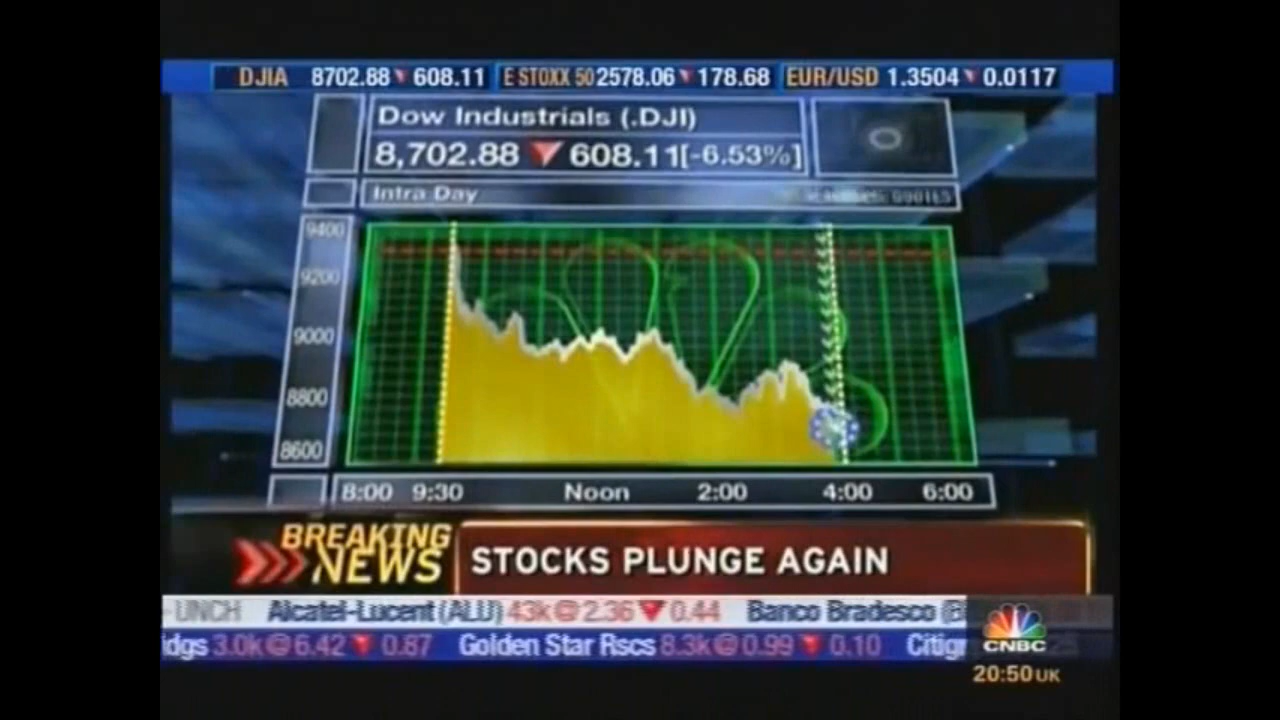 DJIA 8702.88 ▼ 608.11 E STOXX 50 2578.06 ▼ 178.68 EUR/USD 1.3504 ▼ 0.0117
Dow Industrials (.DJI)
8,702.88 ▼ 608.11[-6.53%]
Intra Day
9400
9200
9000
8800
8600
8:00 9:30 Noon 2:00 4:00 6:00
BREAKING
NEWS
STOCKS PLUNGE AGAIN
- UNCH Alcatel-Lucent (ALU) 43k@2.36 ▼ 0.44 Banco Bradesco (B
idgs 3.0k@6.42 ▼ 0.87 Golden Star Rscs 8.3k@0.99 ▼ 0.10 Citigr
CNBC
20:50 UK